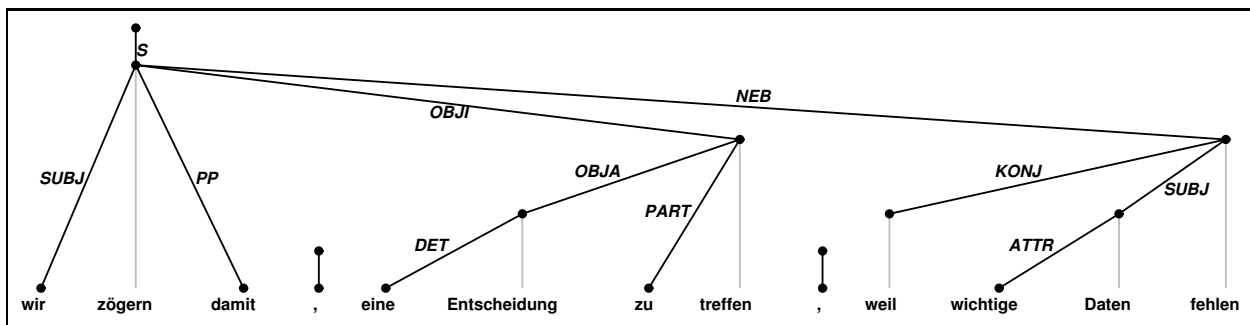 S
NEB
OBJI
SUBJ PP OBJA KONJ SUBJ
PART
DET ATTR
wir zögern damit , eine Entscheidung zu treffen , weil wichtige Daten fehlen